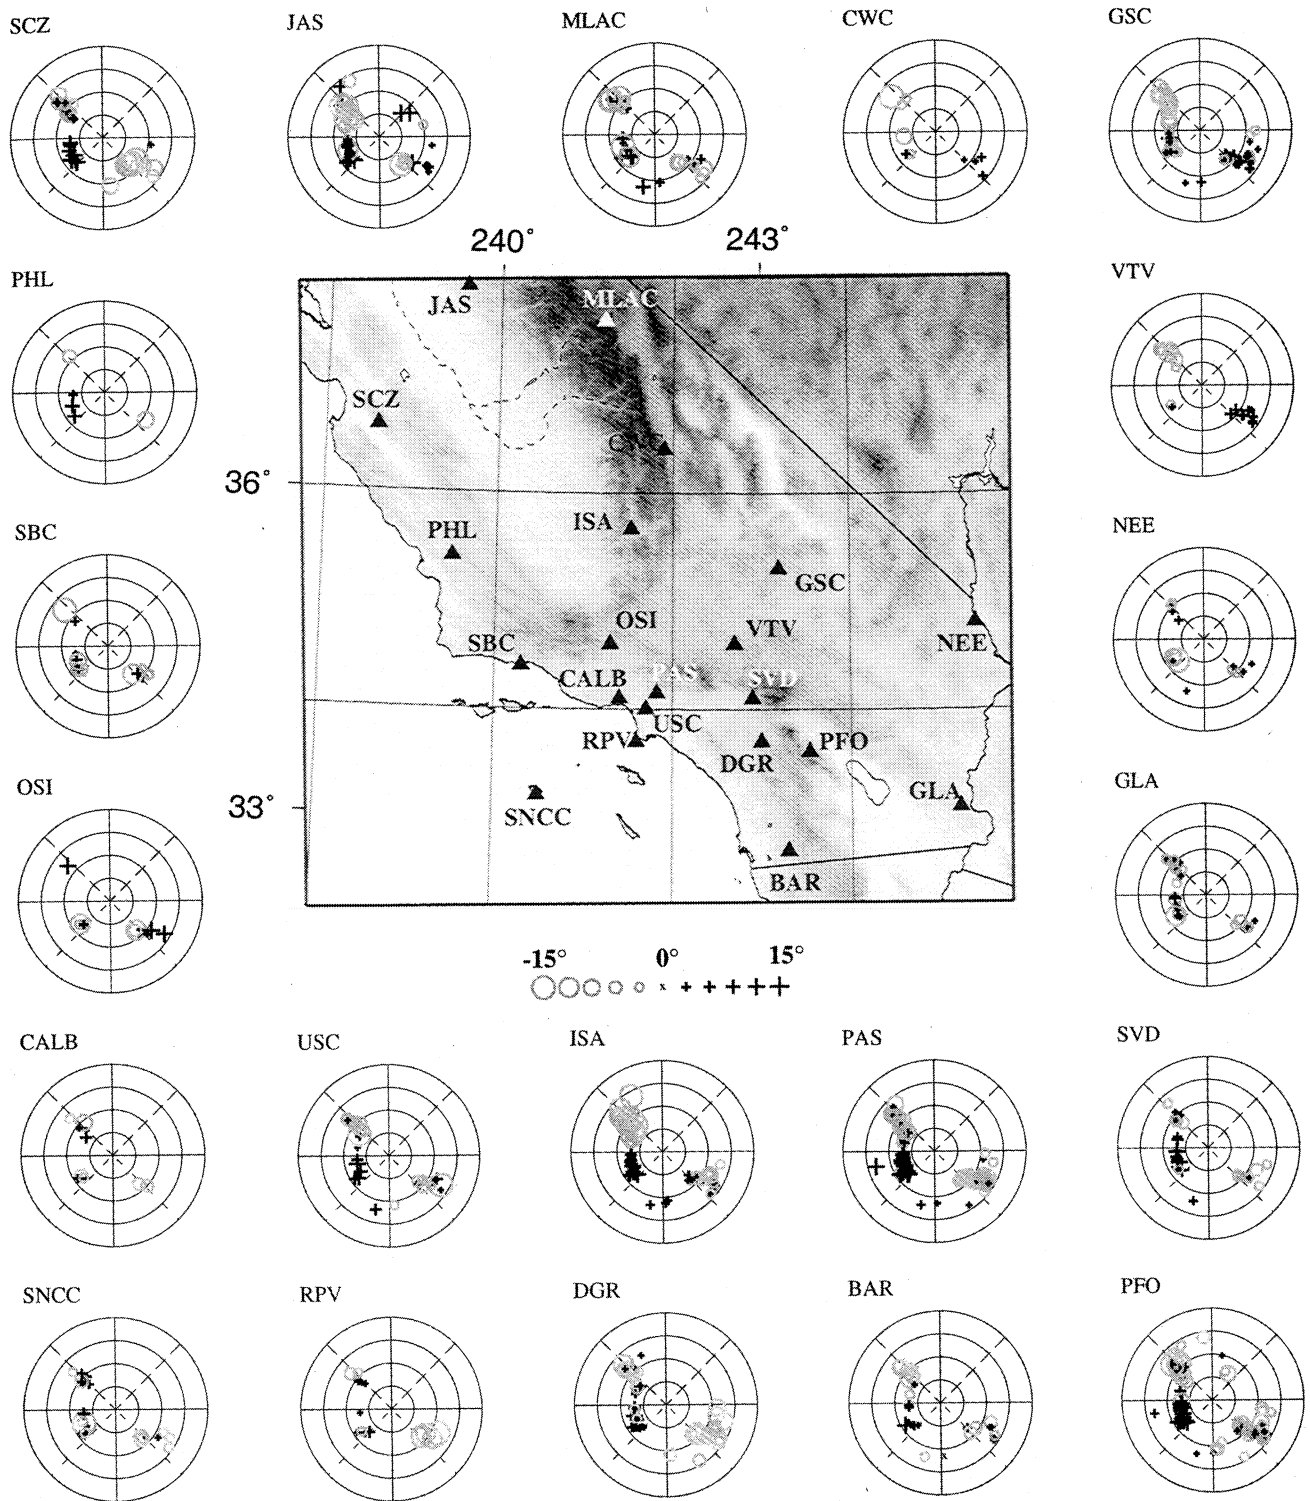 SCZ JAS MLAC CWC GSC
240° 243°
PHL VTV
JAS MLAC
SCZ
36°
SBC NEE
PHL ISA
GSC
OSI VTV NEE
SBC
CALB PAS SVD
USC
RPV DGR PFO
OSI GLA
33° SNCC GLA
BAR
-15° 0° 15°
CALB USC ISA PAS SVD
SNCC RPV DGR BAR PFO